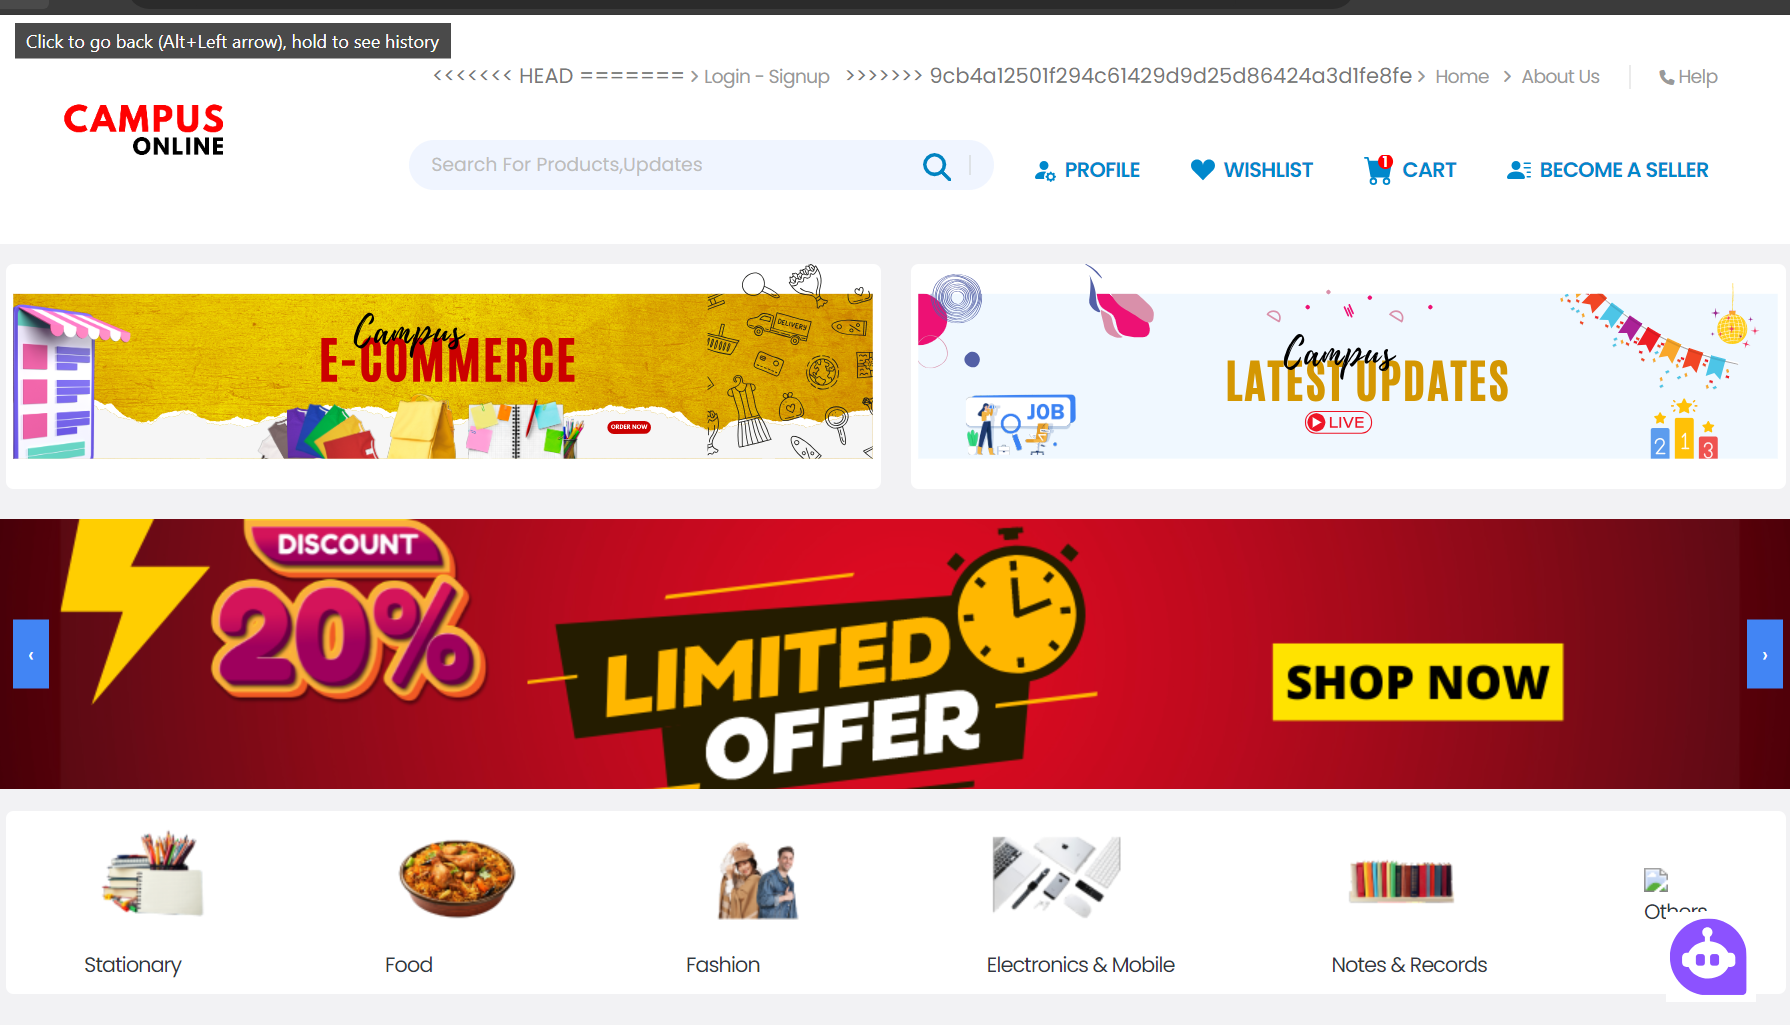 Click to go back (Alt+Left arrow), hold to see history
<<<<<<< HEAD ======= > Login - Signup >>>>>>> 9cb4a12501f294c61429d9d25d86424a3d1fe8fe > Home > About Us Help
CAMPUS
ONLINE
Search For Products,Updates
PROFILE
WISHLIST
1
CART
BECOME A SELLER
Campus
E-COMMERCE
DELIVERY
ORDER NOW
Campus
LATEST UPDATES
LIVE
JOB
2 1 3
DISCOUNT
20%
LIMITED
OFFER
SHOP NOW
‹
›
Stationary
Food
Fashion
Electronics & Mobile
Notes & Records
Others